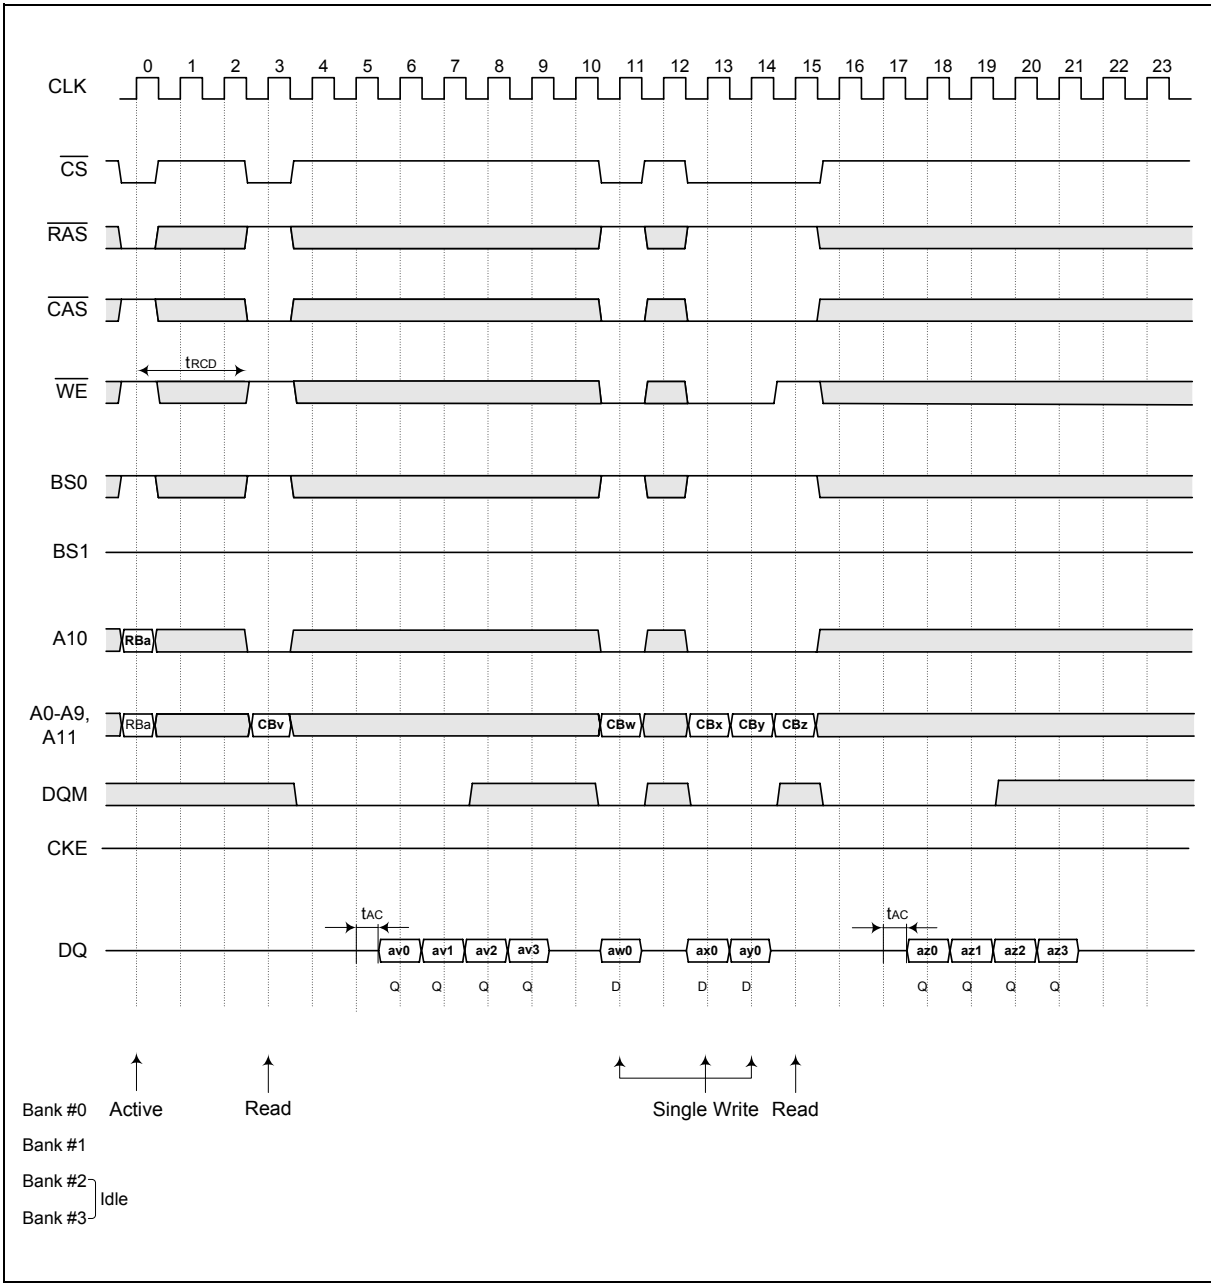 0 1 2 3 4 5 6 7 8 9 10 11 12 13 14 15 16 17 18 19 20 21 22 23
CLK
CS
RAS
CAS
tRCD
WE
BS0
BS1
A10 RBa
A0-A9, A11 RBa CBv CBw CBx CBy CBz
DQM
CKE
tAC tAC
DQ av0 av1 av2 av3 aw0 ax0 ay0 az0 az1 az2 az3
Q Q Q Q D D D Q Q Q Q
Bank #0 Active Read Single Write Read
Bank #1
Bank #2
Idle
Bank #3